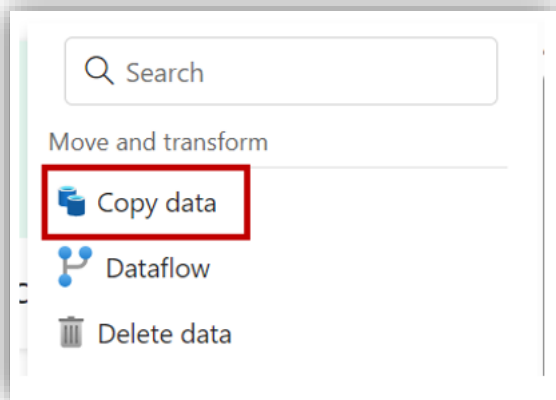 Search
Move and transform
Copy data
Dataflow
Delete data